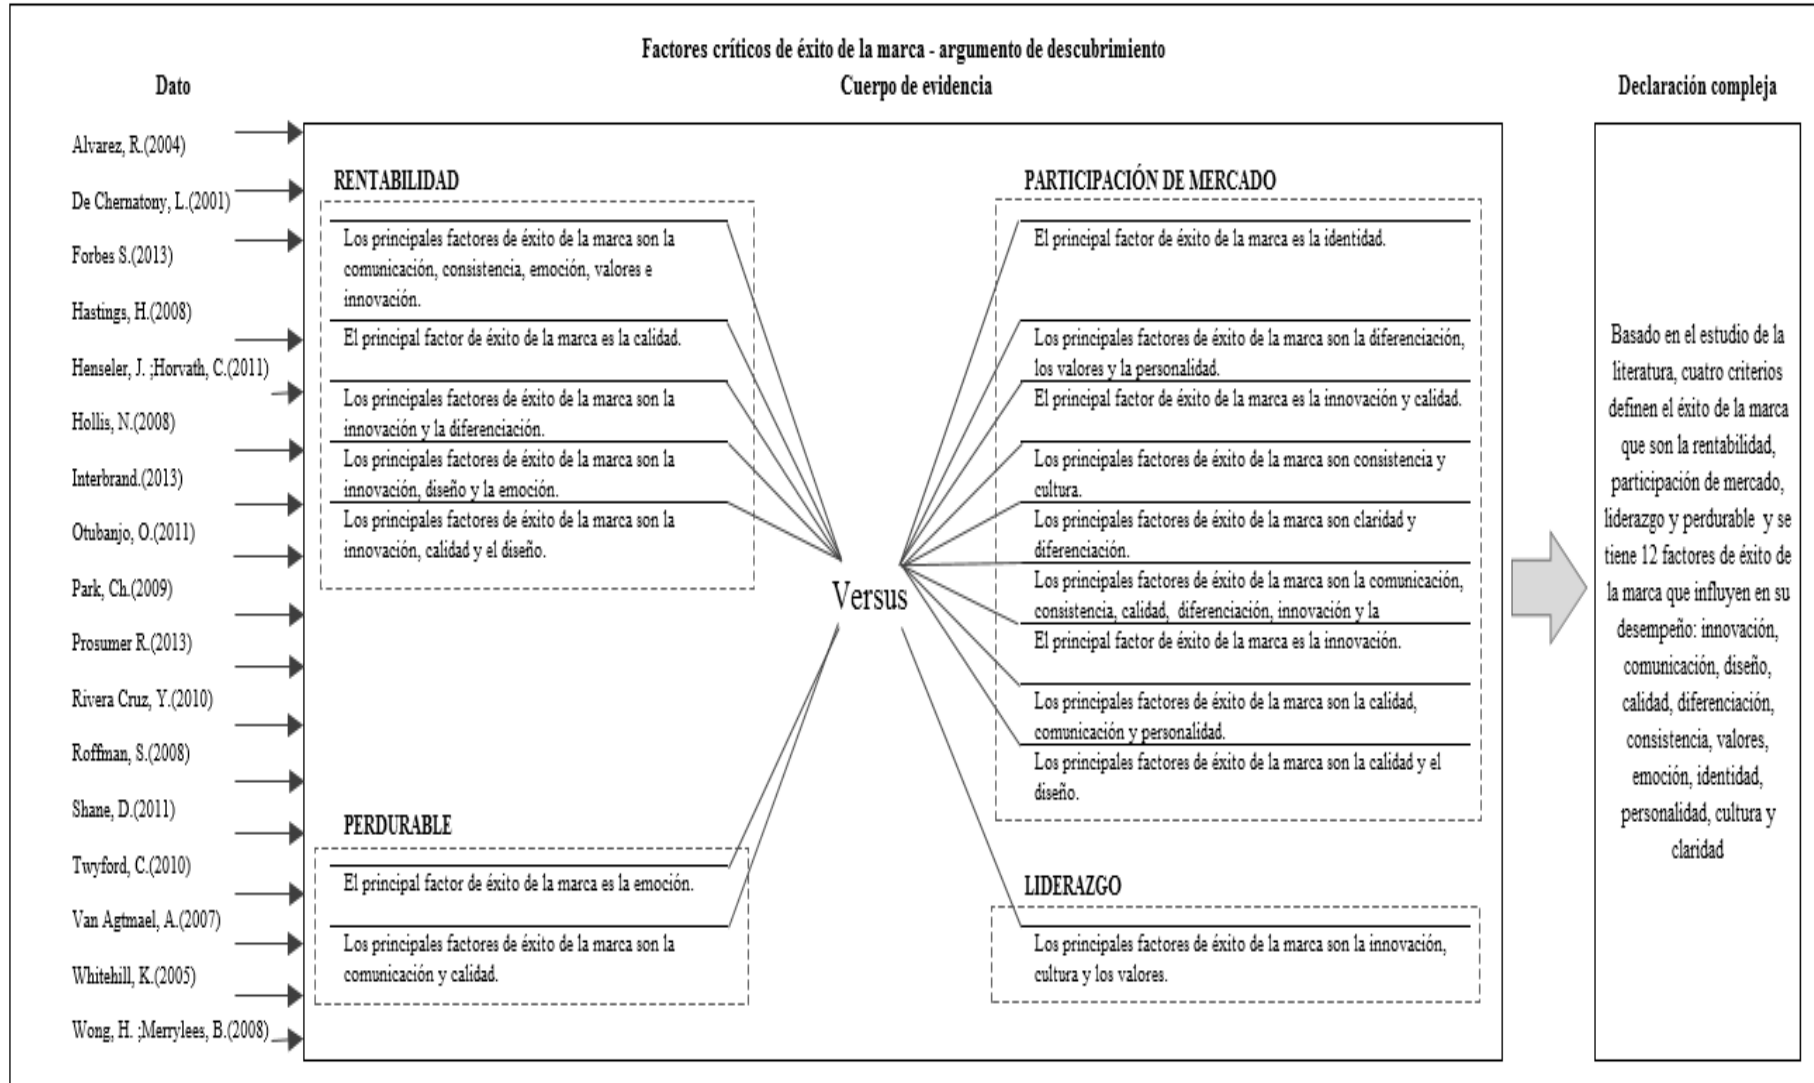 Factores críticos de éxito de la marca - argumento de descubrimiento
Dato
Cuerpo de evidencia
Declaración compleja
Alvarez, R.(2004)
De Chernatony, L.(2001)
Forbes S.(2013)
Hastings, H.(2008)
Henseler, J. ;Horvath, C.(2011)
Hollis, N.(2008)
Interbrand.(2013)
Otubanjo, O.(2011)
Park, Ch.(2009)
Prosumer R.(2013)
Rivera Cruz, Y.(2010)
Roffman, S.(2008)
Shane, D.(2011)
Twyford, C.(2010)
Van Agtmael, A.(2007)
Whitehill, K.(2005)
Wong, H. ;Merrylees, B.(2008)
RENTABILIDAD
Los principales factores de éxito de la marca son la
comunicación, consistencia, emoción, valores e
innovación.
El principal factor de éxito de la marca es la calidad.
Los principales factores de éxito de la marca son la
innovación y la diferenciación.
Los principales factores de éxito de la marca son la
innovación, diseño y la emoción.
Los principales factores de éxito de la marca son la
innovación, calidad y el diseño.
PERDURABLE
El principal factor de éxito de la marca es la emoción.
Los principales factores de éxito de la marca son la
comunicación y calidad.
Versus
PARTICIPACIÓN DE MERCADO
El principal factor de éxito de la marca es la identidad.
Los principales factores de éxito de la marca son la diferenciación,
los valores y la personalidad.
El principal factor de éxito de la marca es la innovación y calidad.
Los principales factores de éxito de la marca son consistencia y
cultura.
Los principales factores de éxito de la marca son claridad y
diferenciación.
Los principales factores de éxito de la marca son la comunicación,
consistencia, calidad, diferenciación, innovación y la
El principal factor de éxito de la marca es la innovación.
Los principales factores de éxito de la marca son la calidad,
comunicación y personalidad.
Los principales factores de éxito de la marca son la calidad y el
diseño.
LIDERAZGO
Los principales factores de éxito de la marca son la innovación,
cultura y los valores.
Basado en el estudio de la
literatura, cuatro criterios
definen el éxito de la marca
que son la rentabilidad,
participación de mercado,
liderazgo y perdurable y se
tiene 12 factores de éxito de
la marca que influyen en su
desempeño: innovación,
comunicación, diseño,
calidad, diferenciación,
consistencia, valores,
emoción, identidad,
personalidad, cultura y
claridad